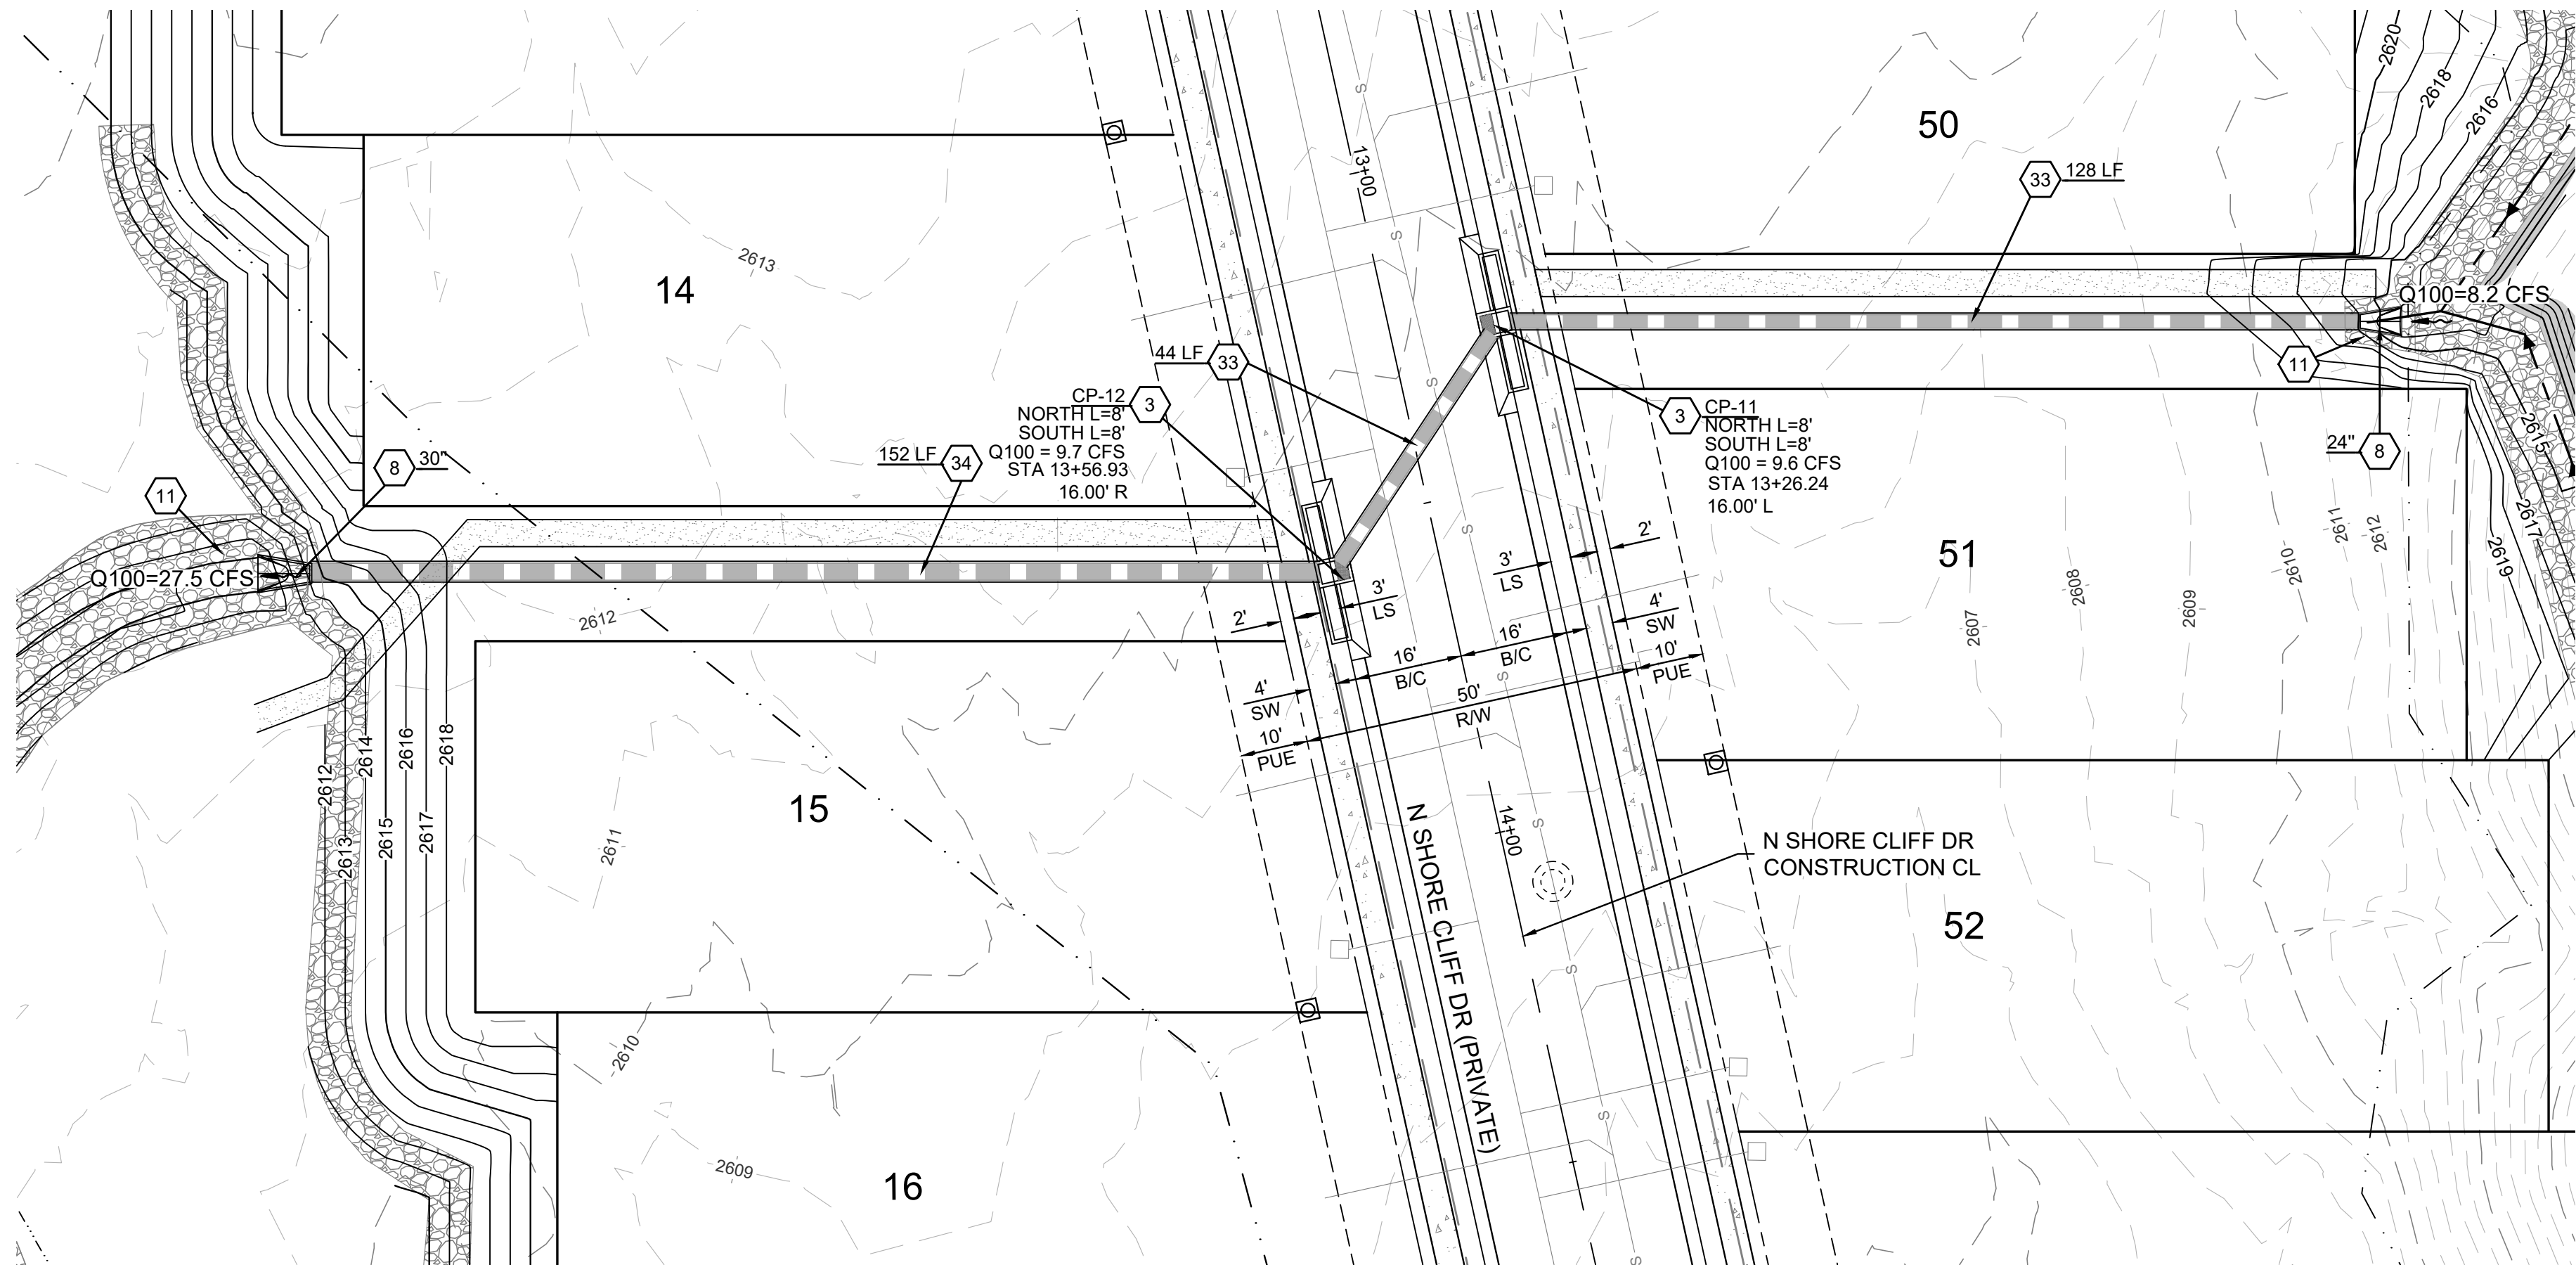 2620
2618
2616
50
13+00
S
33
128 LF
2613
14
S
Q100=8.2 CFS
44 LF
33
11
CP-12
3
NORTH L=8'
SOUTH L=8'
Q100 = 9.7 CFS
STA 13+56.93
16.00' R
S
3
CP-11
NORTH L=8'
SOUTH L=8'
Q100 = 9.6 CFS
STA 13+26.24
16.00' L
24"
8
2615
8
30"
152 LF
34
11
S
2'
3'
LS
2611
2612
2617
2619
51
2610
2608
2609
2607
Q100=27.5 CFS
2612
2'
3'
LS
4'
SW
16'
B/C
16'
B/C
10'
PUE
S
4'
SW
50'
R/W
10'
PUE
2612
2613
2614
2615
2616
2617
2618
15
2611
14+00
S
N SHORE CLIFF DR
CONSTRUCTION CL
52
N SHORE CLIFF DR (PRIVATE)
S
2610
2609
16
S
S